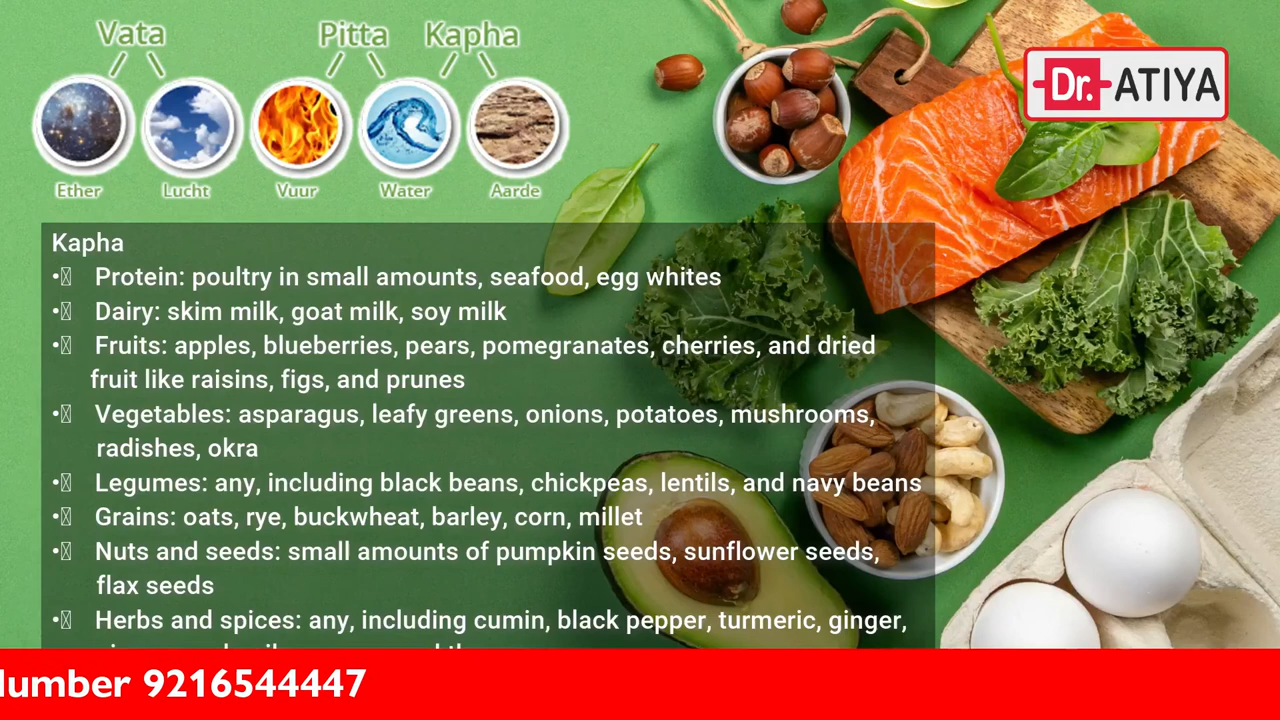 Vata Pitta Kapha
Ether Lucht Vuur Water Aarde
Dr. ATIYA
Kapha
• Protein: poultry in small amounts, seafood, egg whites
• Dairy: skim milk, goat milk, soy milk
• Fruits: apples, blueberries, pears, pomegranates, cherries, and dried
fruit like raisins, figs, and prunes
• Vegetables: asparagus, leafy greens, onions, potatoes, mushrooms,
radishes, okra
• Legumes: any, including black beans, chickpeas, lentils, and navy beans
• Grains: oats, rye, buckwheat, barley, corn, millet
• Nuts and seeds: small amounts of pumpkin seeds, sunflower seeds,
flax seeds
• Herbs and spices: any, including cumin, black pepper, turmeric, ginger,
9216544447